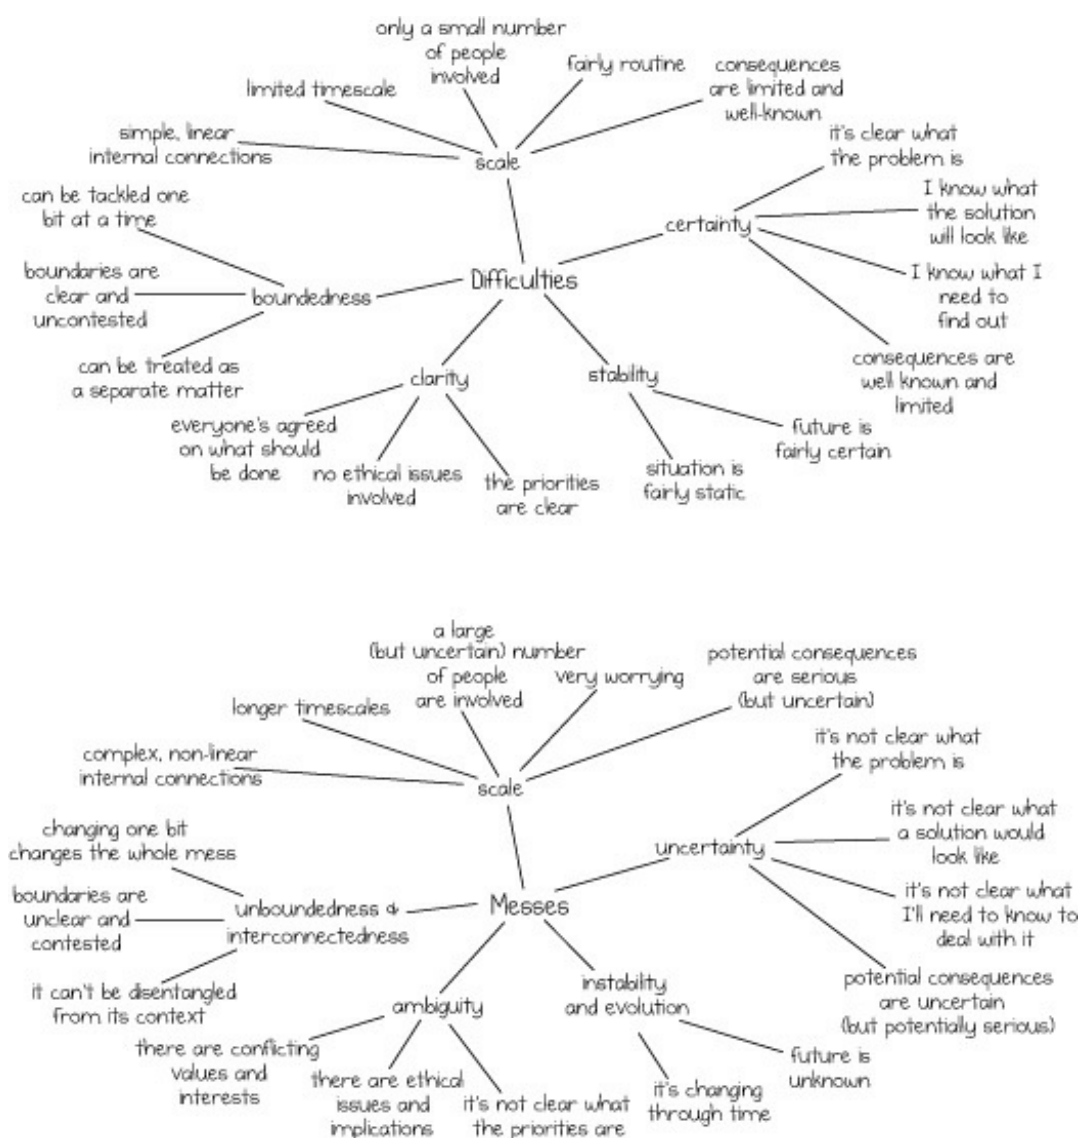 only a small number
of people
involved
fairly routine
consequences
are limited and
well-known
limited timescale
simple, linear
internal connections
scale
it's clear what
the problem is
can be tackled one
bit at a time
I know what
the solution
will look like
certainty
boundaries are
clear and
uncontested
boundedness
Difficulties
I know what I
need to
find out
can be treated as
a separate matter
clarity
stability
consequences are
well known and
limited
everyone's agreed
on what should
be done
no ethical issues
involved
the priorities
are clear
situation is
fairly static
future is
fairly certain
a large
(but uncertain) number
of people
are involved
very worrying
potential consequences
are serious
(but uncertain)
longer timescales
complex, non-linear
internal connections
scale
it's not clear what
the problem is
changing one bit
changes the whole mess
uncertainty
it's not clear what
a solution would
look like
boundaries are
unclear and
contested
unboundedness &
interconnectedness
Messes
it's not clear what
I'll need to know to
deal with it
it can't be disentangled
from its context
ambiguity
instability
and evolution
potential consequences
are uncertain
(but potentially serious)
there are conflicting
values and
interests
there are ethical
issues and
implications
it's not clear what
the priorities are
it's changing
through time
future is
unknown